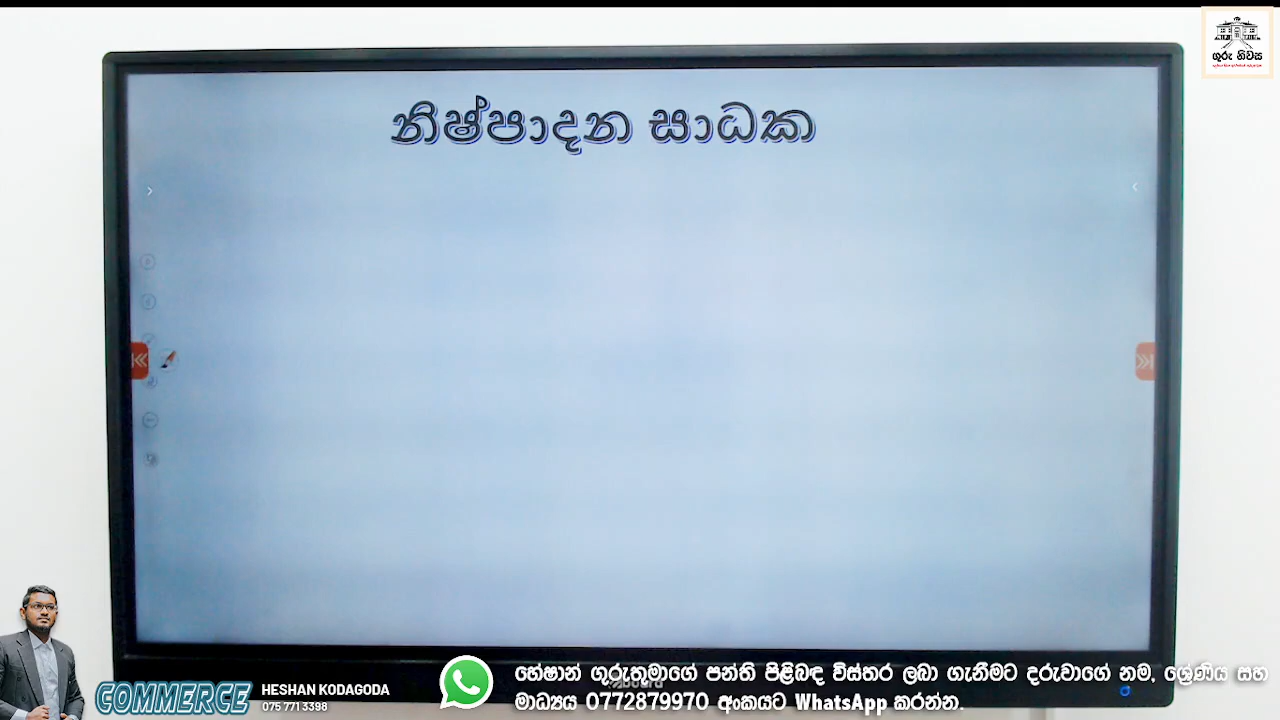 ගුරු නිවස
නිෂ්පාදන සාධක
COMMERCE
HESHAN KODAGODA
075 771 3398
හේෂාන් ගුරුතුමාගේ පන්ති පිළිබඳ විස්තර ලබා ගැනීමට දරුවාගේ නම, ශ්‍රේණිය සහ
මාධ්‍යය 0772879970 අංකයට WhatsApp කරන්න.